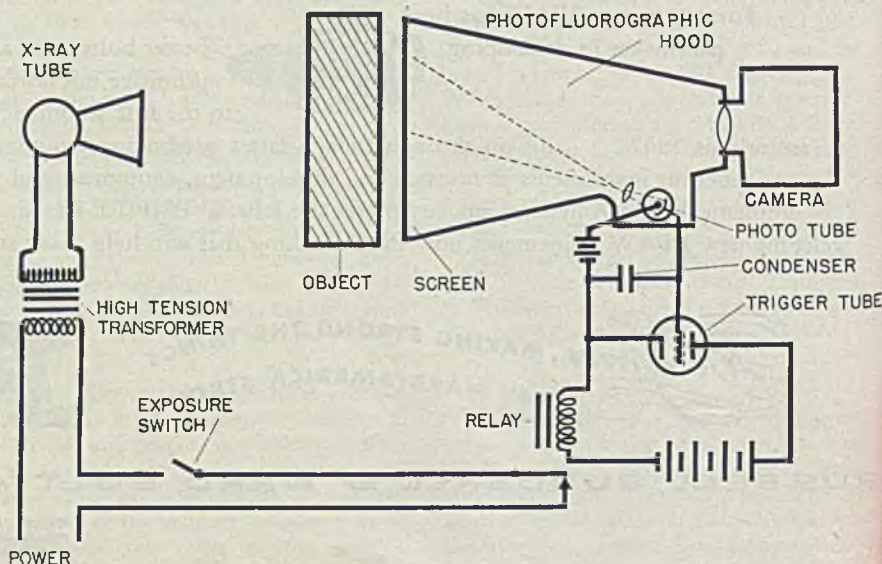 PHOTOFLUOROGRAPHIC
HOOD
X-RAY
TUBE
CAMERA
PHOTO TUBE
CONDENSER
OBJECT
SCREEN
TRIGGER TUBE
HIGH TENSION
TRANSFORMER
EXPOSURE
SWITCH
RELAY
POWER